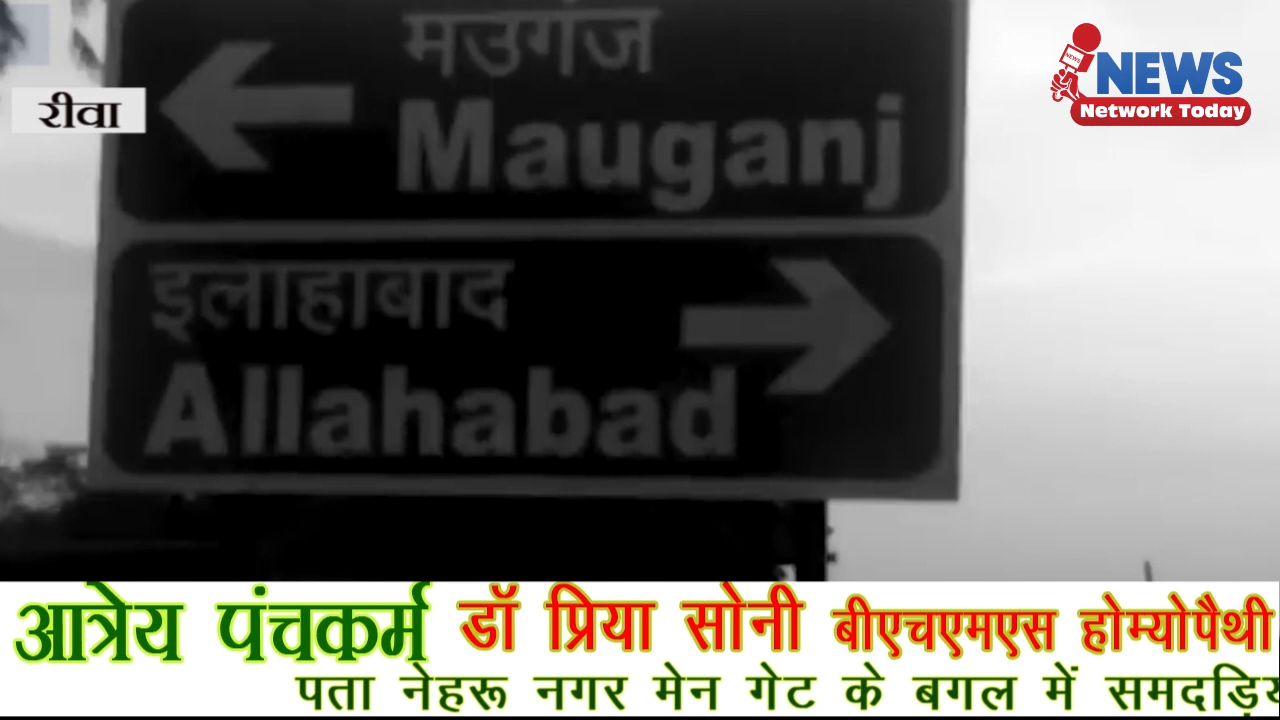 मउगंज
Mauganj
रीवा
NEWS
Network Today
इलाहाबाद
Allahabad
आत्रेय पंचकर्म डॉ प्रिया सोनी बीएचएमएस होम्योपैथी
पता नेहरू नगर मेन गेट के बगल में